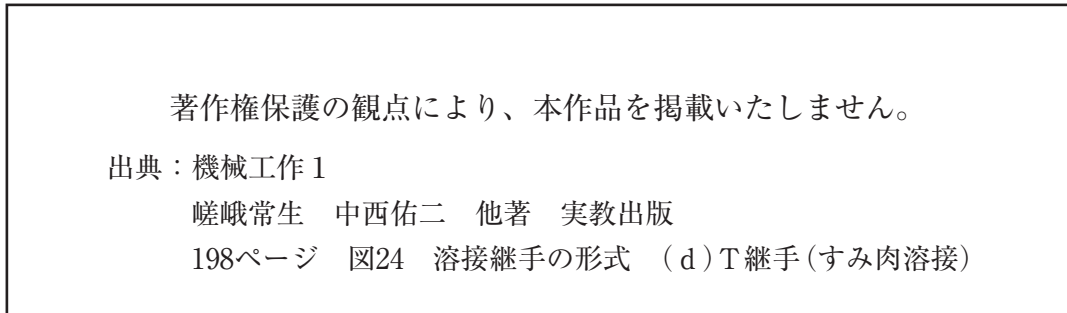 著作権保護の観点により、本作品を掲載いたしません。
出典：機械工作１
嵯峨常生　中西佑二　他著　実教出版
198ページ　図24　溶接継手の形式　（ｄ）Ｔ継手（すみ肉溶接）